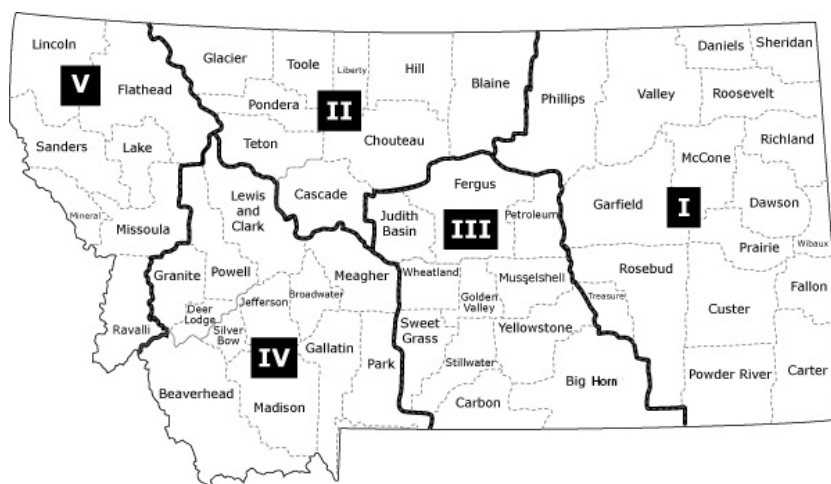 Lincoln
V
Flathead
Sanders
Lake
Mineral
Missoula
Ravalli
Glacier
Toole
Liberty
Hill
Blaine
Pondera
II
Teton
Chouteau
Cascade
Phillips
Valley
Daniels
Sheridan
Roosevelt
Richland
McCone
Garfield
I
Dawson
Prairie
Wibaux
Rosebud
Fallon
Treasure
Custer
Powder River
Carter
Fergus
Judith
Basin
III
Petroleum
Wheatland
Musselshell
Golden
Valley
Sweet
Grass
Yellowstone
Stillwater
Big Horn
Carbon
Lewis
and
Clark
Granite
Powell
Meagher
Jefferson
Broadwater
Deer
Lodge
Silver
Bow
IV
Gallatin
Park
Beaverhead
Madison